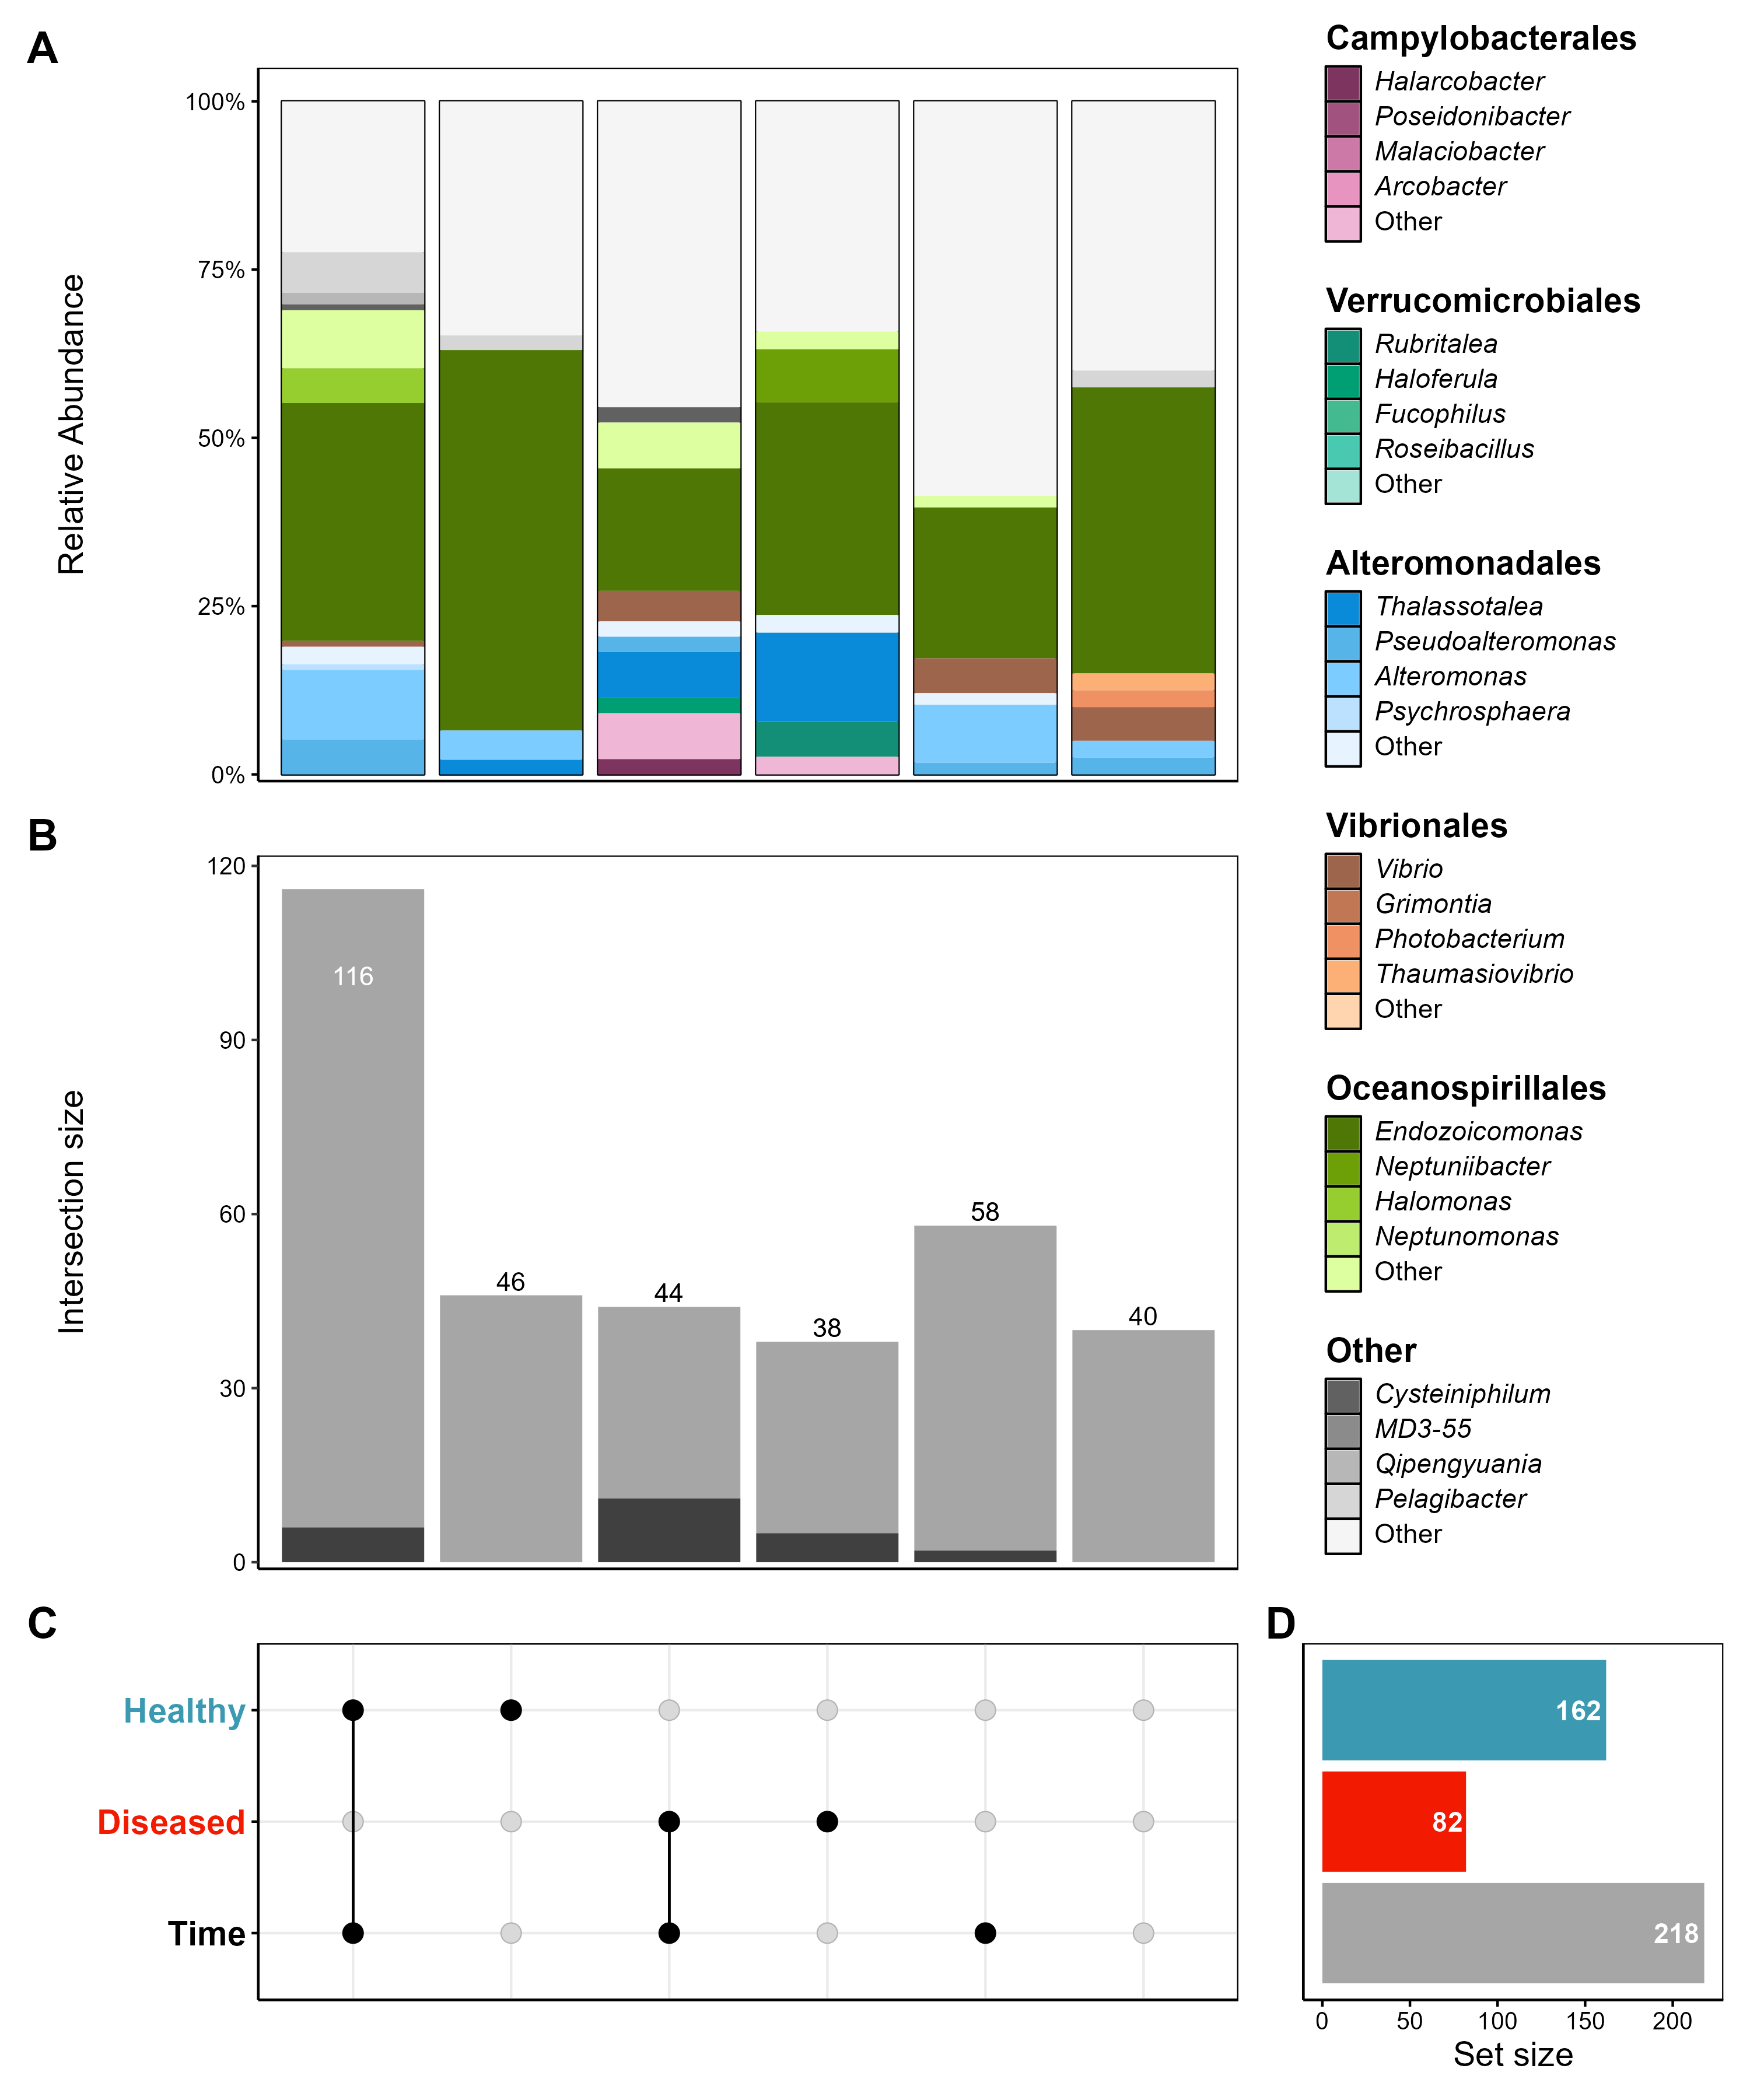 A
Relative Abundance
100%
75%
50%
25%
0%
Campylobacterales
Halarcobacter
Poseidonibacter
Malaciobacter
Arcobacter
Other
Verrucomicrobiales
Rubritalea
Haloferula
Fucophilus
Roseibacillus
Other
Alteromonadales
Thalassotalea
Pseudoalteromonas
Alteromonas
Psychrosphaera
Other
Vibrionales
Vibrio
Grimontia
Photobacterium
Thaumasiovibrio
Other
Oceanospirillales
Endozoicomonas
Neptuniibacter
Halomonas
Neptunomonas
Other
Other
Cysteiniphilum
MD3-55
Qipengyuania
Pelagibacter
Other
B
Intersection size
120
90
60
30
0
116
46
44
38
58
40
C
Healthy
Diseased
Time
D
162
82
218
0 50 100 150 200
Set size